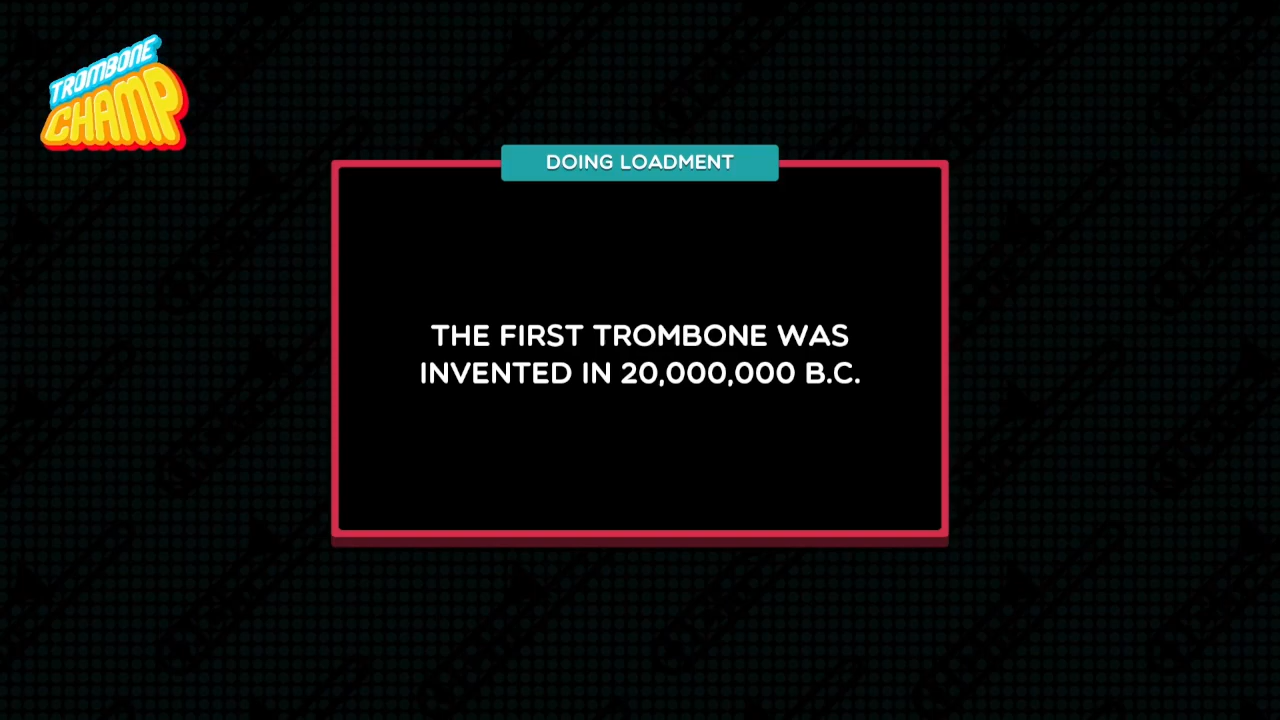 TROMBONE
CHAMP
DOING LOADMENT
THE FIRST TROMBONE WAS
INVENTED IN 20,000,000 B.C.